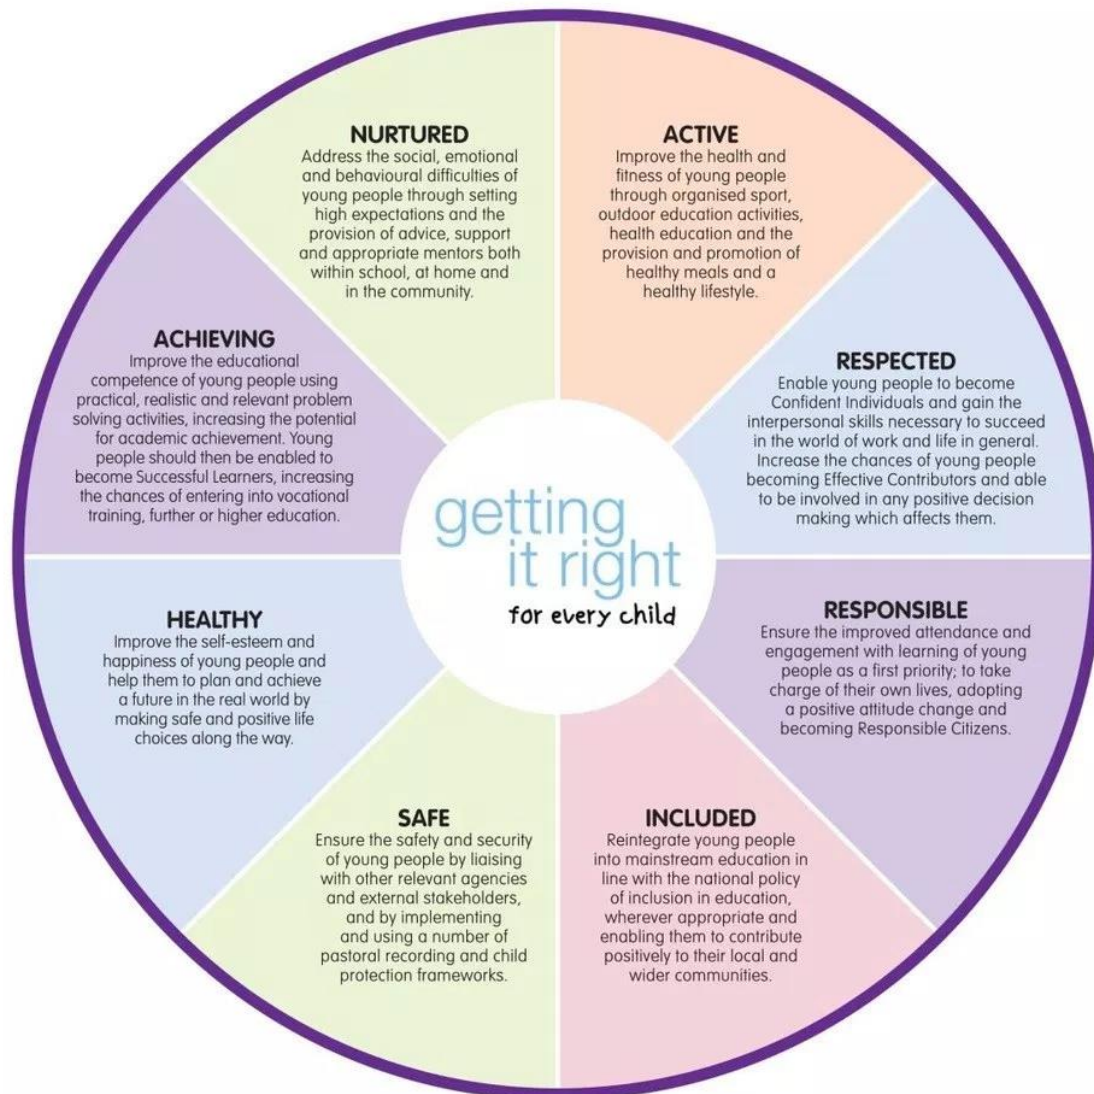 NURTURED
Address the social, emotional
and behavioural difficulties of
young people through setting
high expectations and the
provision of advice, support
and appropriate mentors both
within school, at home and
in the community.
ACTIVE
Improve the health and
fitness of young people
through organised sport,
outdoor education activities,
health education and the
provision and promotion of
healthy meals and a
healthy lifestyle.
RESPECTED
Enable young people to become
Confident Individuals and gain the
interpersonal skills necessary to succeed
in the world of work and life in general.
Increase the chances of young people
becoming Effective Contributors and able
to be involved in any positive decision
making which affects them.
RESPONSIBLE
Ensure the improved attendance and
engagement with learning of young
people as a first priority; to take
charge of their own lives, adopting
a positive attitude change and
becoming Responsible Citizens.
INCLUDED
Reintegrate young people
into mainstream education in
line with the national policy
of inclusion in education,
wherever appropriate and
enabling them to contribute
positively to their local and
wider communities.
SAFE
Ensure the safety and security
of young people by liaising
with other relevant agencies
and external stakeholders,
and by implementing
and using a number of
pastoral recording and child
protection frameworks.
HEALTHY
Improve the self-esteem and
happiness of young people and
help them to plan and achieve
a future in the real world by
making safe and positive life
choices along the way.
ACHIEVING
Improve the educational
competence of young people using
practical, realistic and relevant problem
solving activities, increasing the potential
for academic achievement. Young
people should then be enabled to
become Successful Learners, increasing
the chances of entering into vocational
training, further or higher education.
getting
it right
for every child